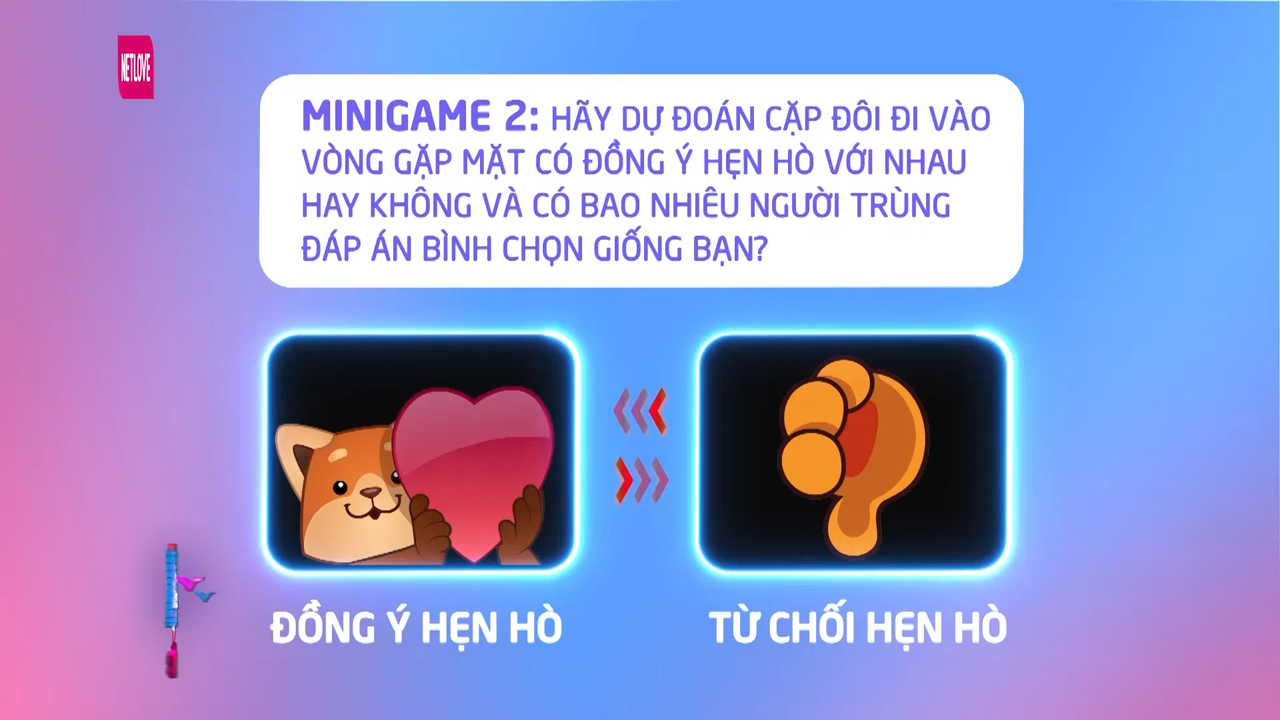 NETLOVE
MINIGAME 2: HÃY DỰ ĐOÁN CẶP ĐÔI ĐI VÀO
VÒNG GẶP MẶT CÓ ĐỒNG Ý HẸN HÒ VỚI NHAU
HAY KHÔNG VÀ CÓ BAO NHIÊU NGƯỜI TRÙNG
ĐÁP ÁN BÌNH CHỌN GIỐNG BẠN?
ĐỒNG Ý HẸN HÒ
TỪ CHỐI HẸN HÒ